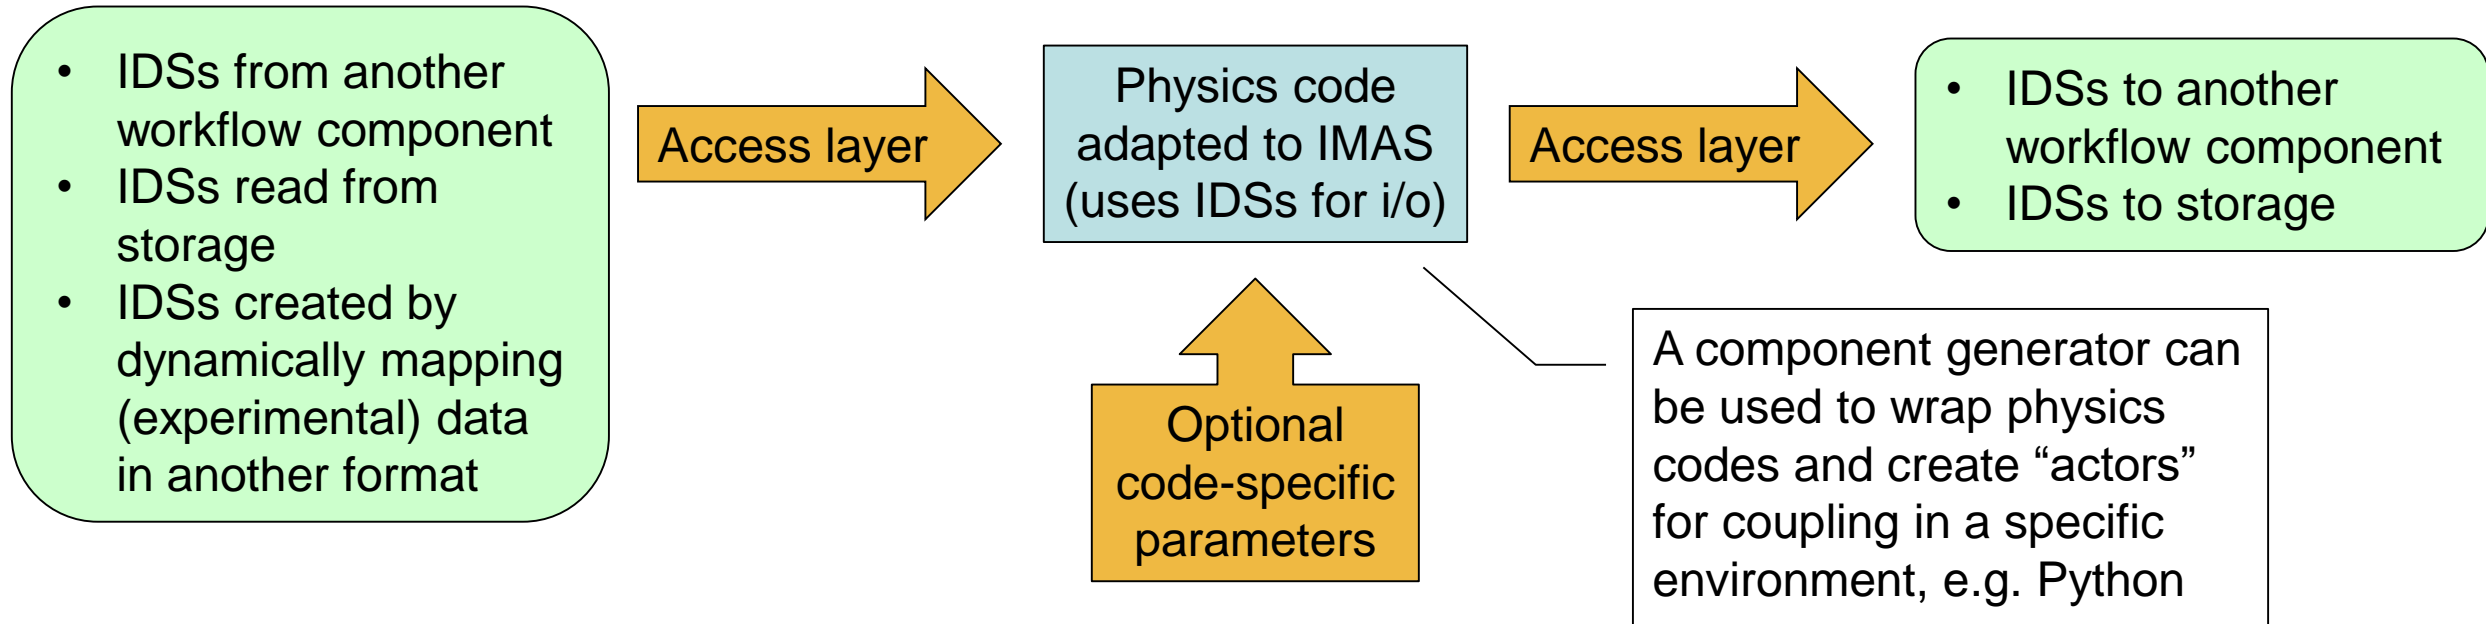 • IDSs from another
workflow component
• IDSs read from
storage
• IDSs created by
dynamically mapping
(experimental) data
in another format
Access layer
Physics code
adapted to IMAS
(uses IDSs for i/o)
Access layer
• IDSs to another
workflow component
• IDSs to storage
Optional
code-specific
parameters
A component generator can
be used to wrap physics
codes and create “actors”
for coupling in a specific
environment, e.g. Python